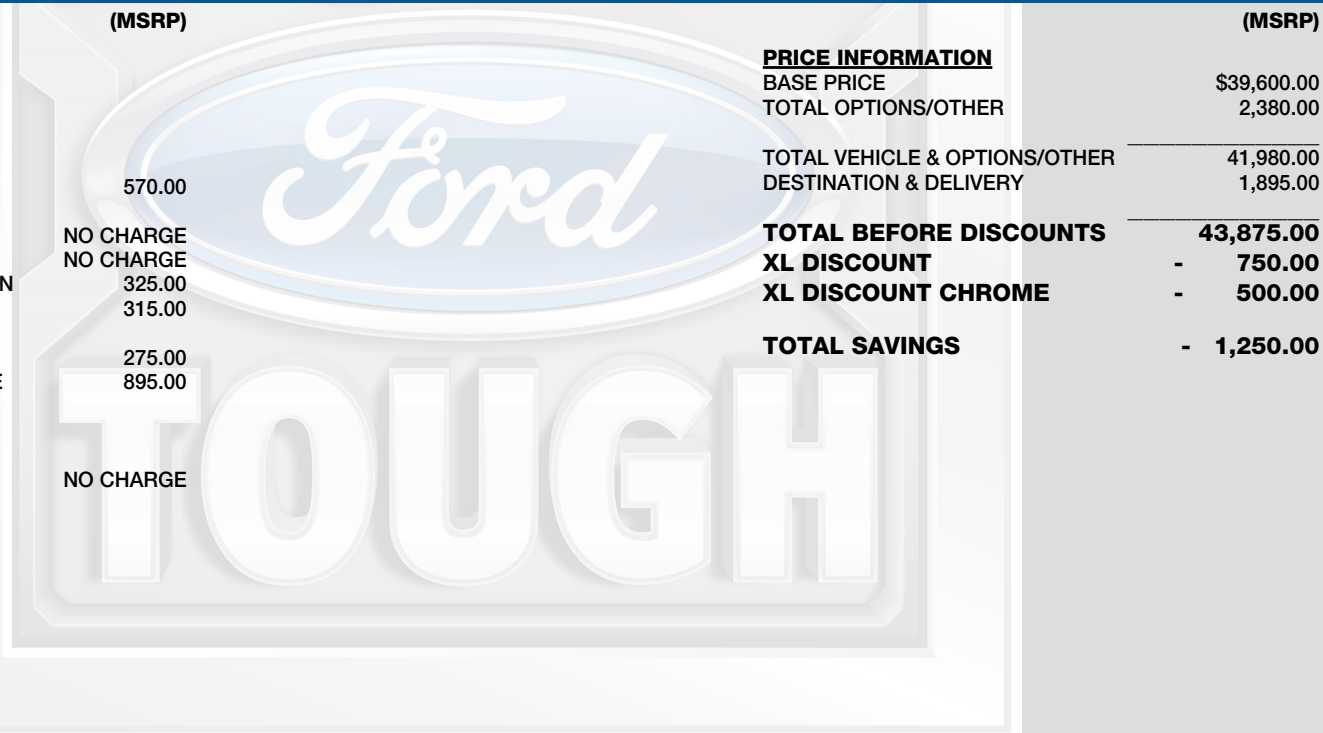 (MSRP)
570.00
NO CHARGE
NO CHARGE
N 325.00
315.00
275.00
E 895.00
NO CHARGE
Ford
TOUGH
(MSRP)
PRICE INFORMATION
BASE PRICE $39,600.00
TOTAL OPTIONS/OTHER 2,380.00
TOTAL VEHICLE & OPTIONS/OTHER 41,980.00
DESTINATION & DELIVERY 1,895.00
TOTAL BEFORE DISCOUNTS 43,875.00
XL DISCOUNT - 750.00
XL DISCOUNT CHROME - 500.00
TOTAL SAVINGS - 1,250.00